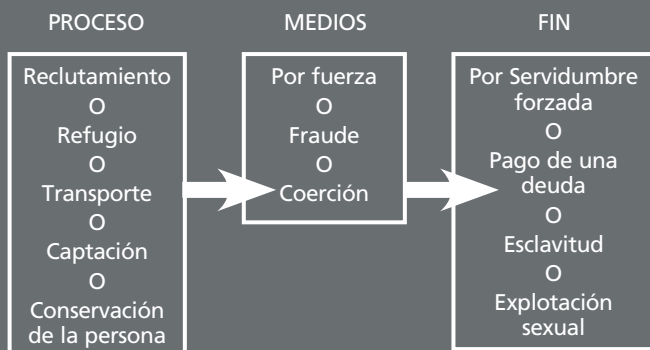 PROCESO
Reclutamiento
O
Refugio
O
Transporte
O
Captación
O
Conservación
de la persona
MEDIOS
Por fuerza
O
Fraude
O
Coerción
FIN
Por Servidumbre
forzada
O
Pago de una
deuda
O
Esclavitud
O
Explotación
sexual